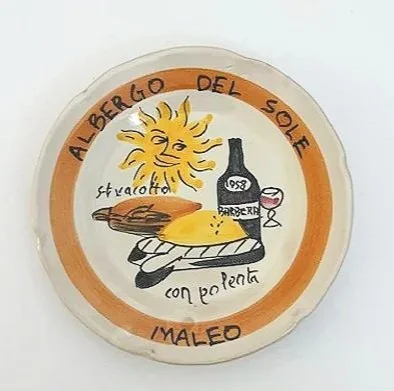 ALBERGO DEL SOLE
stracotto
1958
BARBERA
con polenta
MALEO